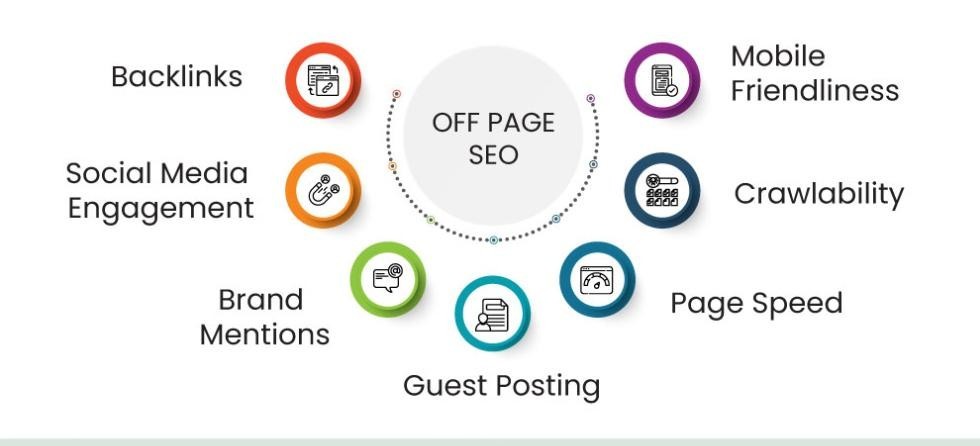 OFF PAGE
SEO
Backlinks
Social Media
Engagement
Brand
Mentions
Guest Posting
Page Speed
Crawlability
Mobile
Friendliness